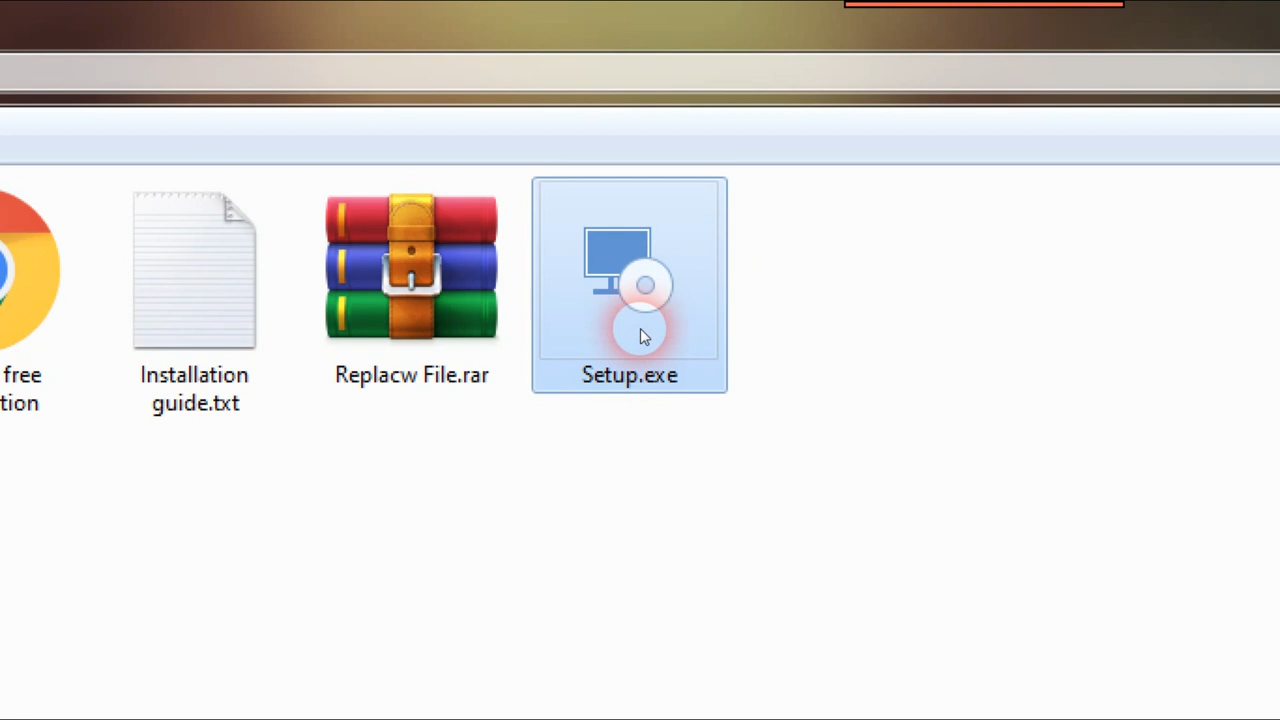 free
tion
Installation
guide.txt
Replacw File.rar
Setup.exe